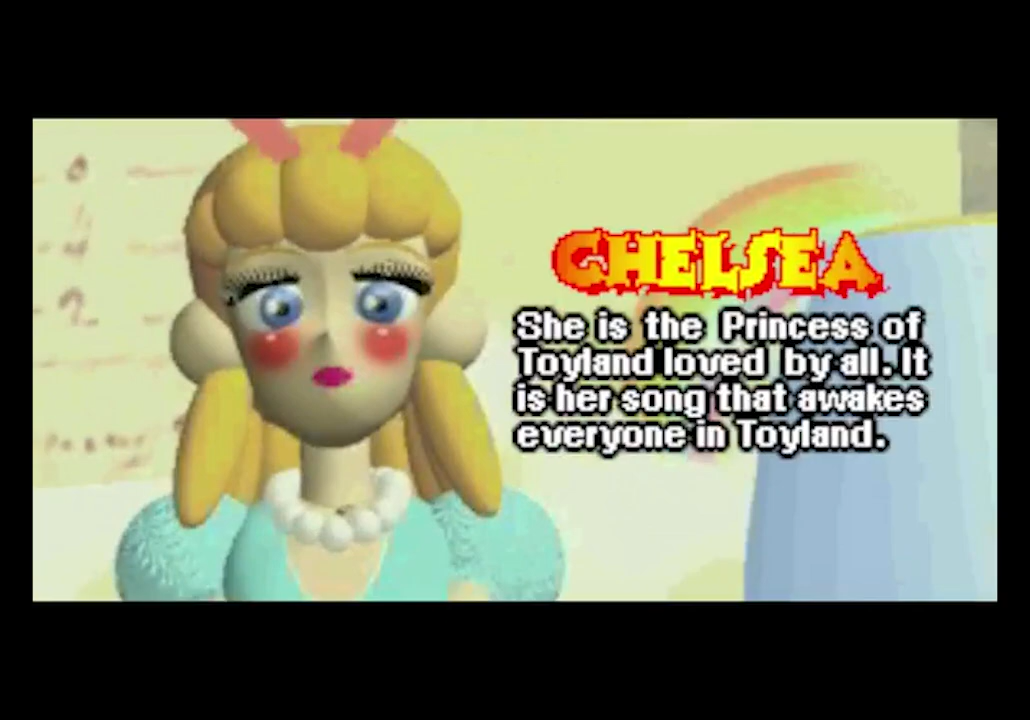 CHELSEA
She is the Princess of
Toyland loved by all. It
is her song that awakes
everyone in Toyland.